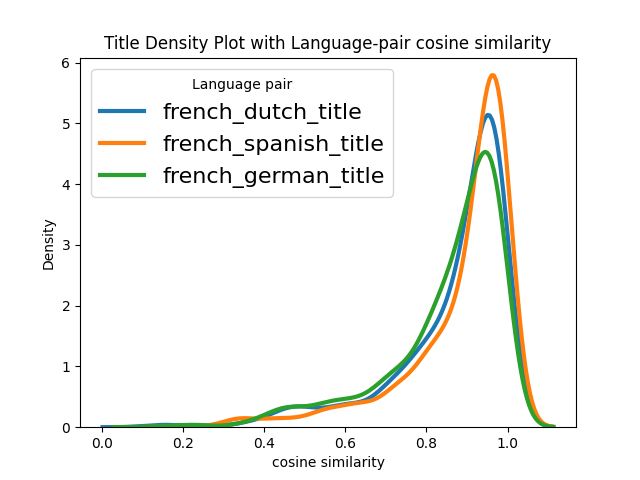 Title Density Plot with Language-pair cosine similarity
6
5
4
3
2
1
0
Density
Language pair
french_dutch_title
french_spanish_title
french_german_title
0.0 0.2 0.4 0.6 0.8 1.0
cosine similarity